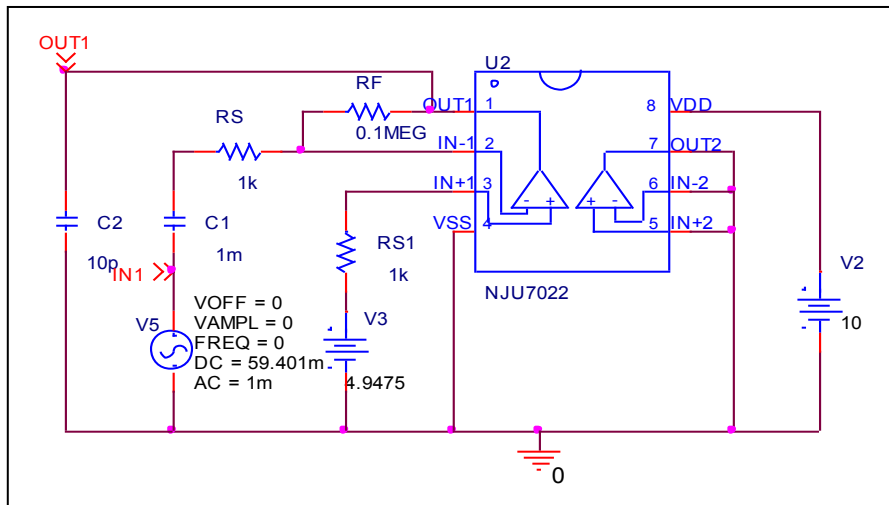 OUT1
U2
RF
OUT1
1
8
VDD
0.1MEG
RS
IN-1
2
7
OUT2
1k
IN+1
3
6
IN-2
-
+
+
-
VSS
4
5
IN+2
C2
C1
RS1
10p
1m
1k
IN1
NJU7022
V2
VOFF = 0
V5
VAMPL = 0
V3
FREQ = 0
10
DC = 59.401m
AC = 1m
4.9475
0